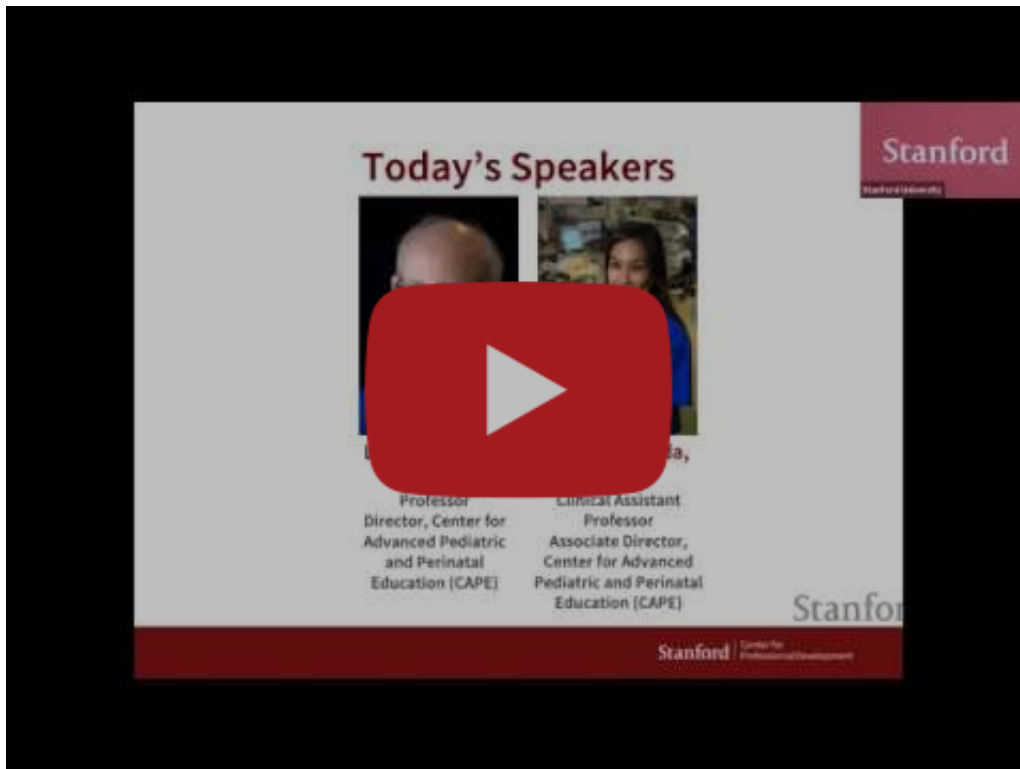 Stanford
Stanford University
Today's Speakers
Professor
Director, Center for
Advanced Pediatric
and Perinatal
Education (CAPE)
Clinical Assistant
Professor
Associate Director,
Center for Advanced
Pediatric and Perinatal
Education (CAPE)
Stanfor
Stanford
Center for
Professional Development